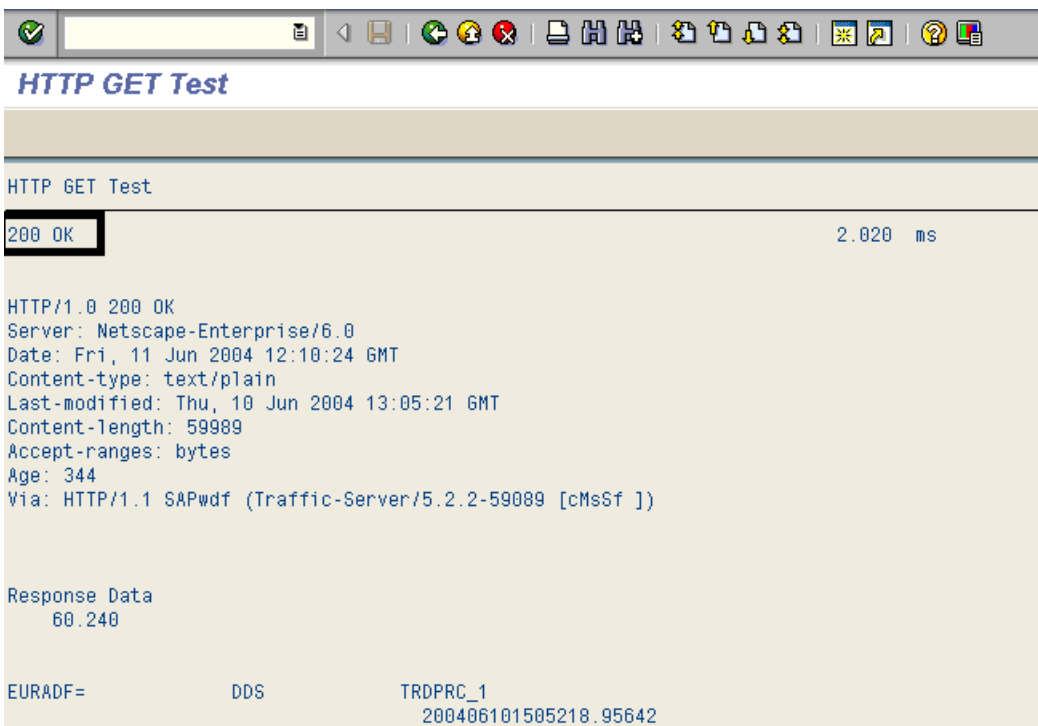 HTTP GET Test
HTTP GET Test
200 OK 2.020 ms
HTTP/1.0 200 OK
Server: Netscape-Enterprise/6.0
Date: Fri, 11 Jun 2004 12:10:24 GMT
Content-type: text/plain
Last-modified: Thu, 10 Jun 2004 13:05:21 GMT
Content-length: 59989
Accept-ranges: bytes
Age: 344
Via: HTTP/1.1 SAPwdf (Traffic-Server/5.2.2-59089 [cMsSf ])
Response Data
60.240
EURADF= DDS TRDPRC_1
200406101505218.95642